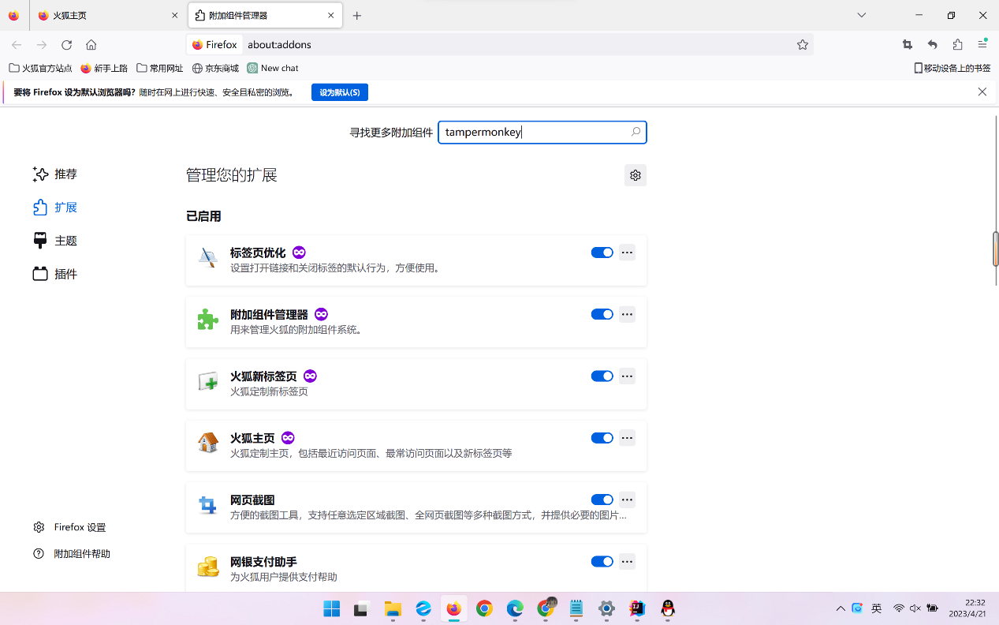 火狐主页
附加组件管理器
Firefox
about:addons
火狐官方站点
新手上路
常用网址
京东商城
New chat
移动设备上的书签
要将 Firefox 设为默认浏览器吗？随时在网上进行快速、安全且私密的浏览。
设为默认(S)
寻找更多附加组件
tampermonkey
推荐
扩展
主题
插件
管理您的扩展
已启用
标签页优化
设置打开链接和关闭标签的默认行为，方便使用。
附加组件管理器
用来管理火狐的附加组件系统。
火狐新标签页
火狐定制新标签页
火狐主页
火狐定制主页，包括最近访问页面、最常访问页面以及新标签页等
网页截图
方便的截图工具，支持任意选定区域截图、全网页截图等多种截图方式，并提供必要的图片...
网银支付助手
为火狐用户提供支付帮助
Firefox 设置
附加组件帮助
英
22:32
2023/4/21